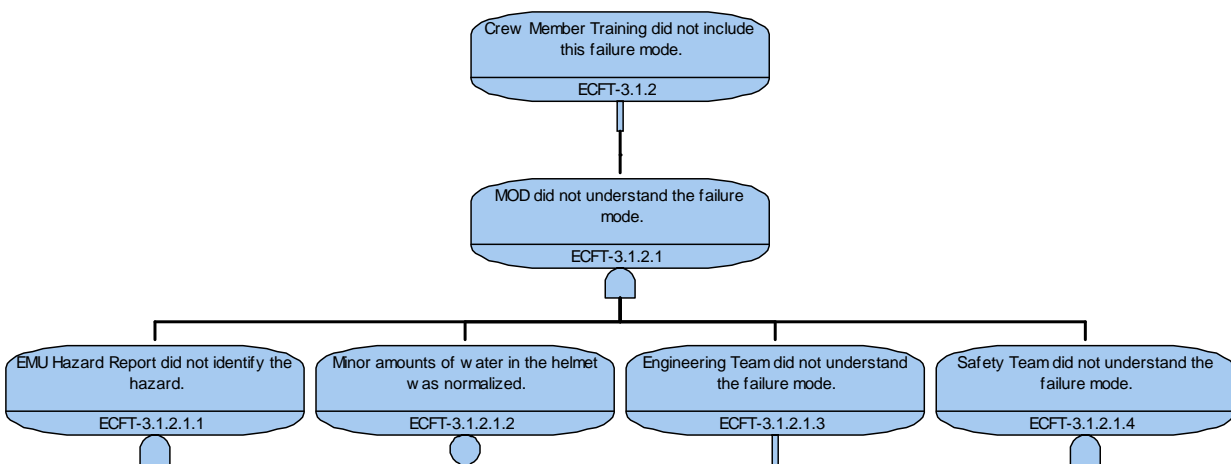 Crew Member Training did not include
this failure mode.
ECFT-3.1.2
MOD did not understand the failure
mode.
ECFT-3.1.2.1
EMU Hazard Report did not identify the
hazard.
ECFT-3.1.2.1.1
Minor amounts of water in the helmet
was normalized.
ECFT-3.1.2.1.2
Engineering Team did not understand
the failure mode.
ECFT-3.1.2.1.3
Safety Team did not understand the
failure mode.
ECFT-3.1.2.1.4